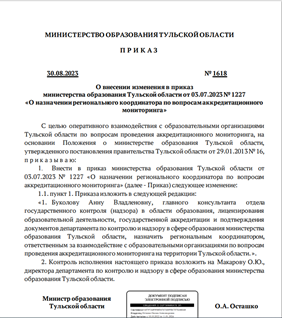 МИНИСТЕРСТВО ОБРАЗОВАНИЯ ТУЛЬСКОЙ ОБЛАСТИ
П Р И К А З
30.08.2023 № 1618
О внесении изменения в приказ
министерства образования Тульской области от 03.07.2023 № 1227
«О назначении регионального координатора по вопросам аккредитационного
мониторинга»
С целью оперативного взаимодействия с образовательными организациями
Тульской области по вопросам проведения аккредитационного мониторинга, на
основании Положения о министерстве образования Тульской области,
утвержденного постановлением правительства Тульской области от 29.01.2013 № 16,
п р и к а з ы в а ю:
1. Внести в приказ министерства образования Тульской области от
03.07.2023 № 1227 «О назначении регионального координатора по вопросам
аккредитационного мониторинга» (далее - Приказ) следующее изменение:
1.1. пункт 1. Приказа изложить в следующей редакции:
«1. Буколову Анну Владленовну, главного консультанта отдела
государственного контроля (надзора) в области образования, лицензирования
образовательной деятельности, государственной аккредитации и подтверждения
документов департамента по контролю и надзору в сфере образования министерства
образования Тульской области, назначить региональным координатором,
ответственным за взаимодействие с образовательными организациями по вопросам
проведения аккредитационного мониторинга на территории Тульской области.».
2. Контроль исполнения настоящего приказа возложить на Макарову О.Ю.,
директора департамента по контролю и надзору в сфере образования министерства
образования Тульской области.
Министр образования
Тульской области
ДОКУМЕНТ ПОДПИСАН
ЭЛЕКТРОННОЙ ПОДПИСЬЮ
О.А. Осташко